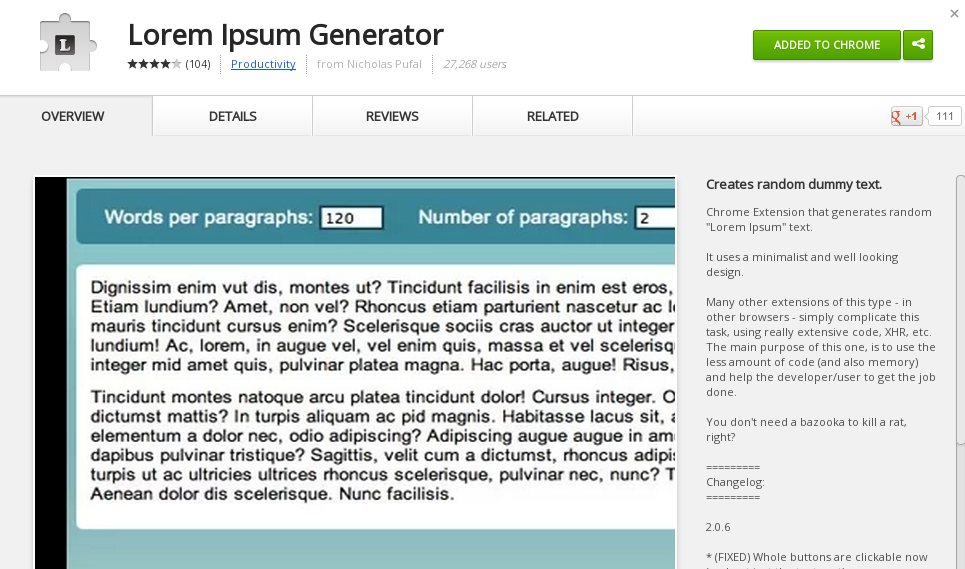 L
Lorem Ipsum Generator
(104) Productivity from Nicholas Pufal 27,268 users
ADDED TO CHROME
OVERVIEW DETAILS REVIEWS RELATED
g +1 111
Words per paragraphs: 120 Number of paragraphs: 2
Dignissim enim vut dis, montes ut? Tincidunt facilisis in enim est eros,
Etiam lundium? Amet, non vel? Rhoncus etiam parturient nascetur ac
mauris tincidunt cursus enim? Scelerisque sociis cras auctor ut integer
lundium! Ac, lorem, in augue vel, vel enim quis, massa et vel
integer mid amet quis, pulvinar platea magna. Hac porta, augue! Risus,
Tincidunt montes natoque arcu platea tincidunt dolor! Cursus integer.
dictumst mattis? In turpis aliquam ac pid magnis. Habitasse lacus sit,
elementum a dolor nec, odio adipiscing? Adipiscing augue augue in
dapibus pulvinar tristique? Sagittis, velit cum a dictumst, rhoncus
turpis ut ac ultricies ultrices rhoncus scelerisque, pulvinar nec, nunc?
Aenean dolor dis scelerisque. Nunc facilisis.
Creates random dummy text.
Chrome Extension that generates random
"Lorem Ipsum" text.
It uses a minimalist and well looking
design.
Many other extensions of this type - in
other browsers - simply complicate this
task, using really extensive code, XHR, etc.
The main purpose of this one, is to use the
less amount of code (and also memory)
and help the developer/user to get the job
done.
You don't need a bazooka to kill a rat,
right?
=========
Changelog:
=========
2.0.6
* (FIXED) Whole buttons are clickable now